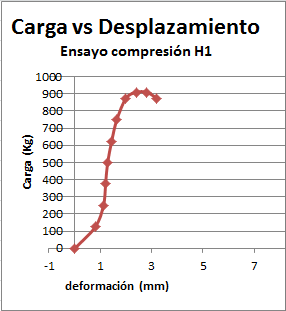 Carga vs Desplazamiento
Ensayo compresión H1
1000
900
800
700
600
500
400
300
200
100
0
Carga (Kg)
-1 1 3 5 7
deformación (mm)